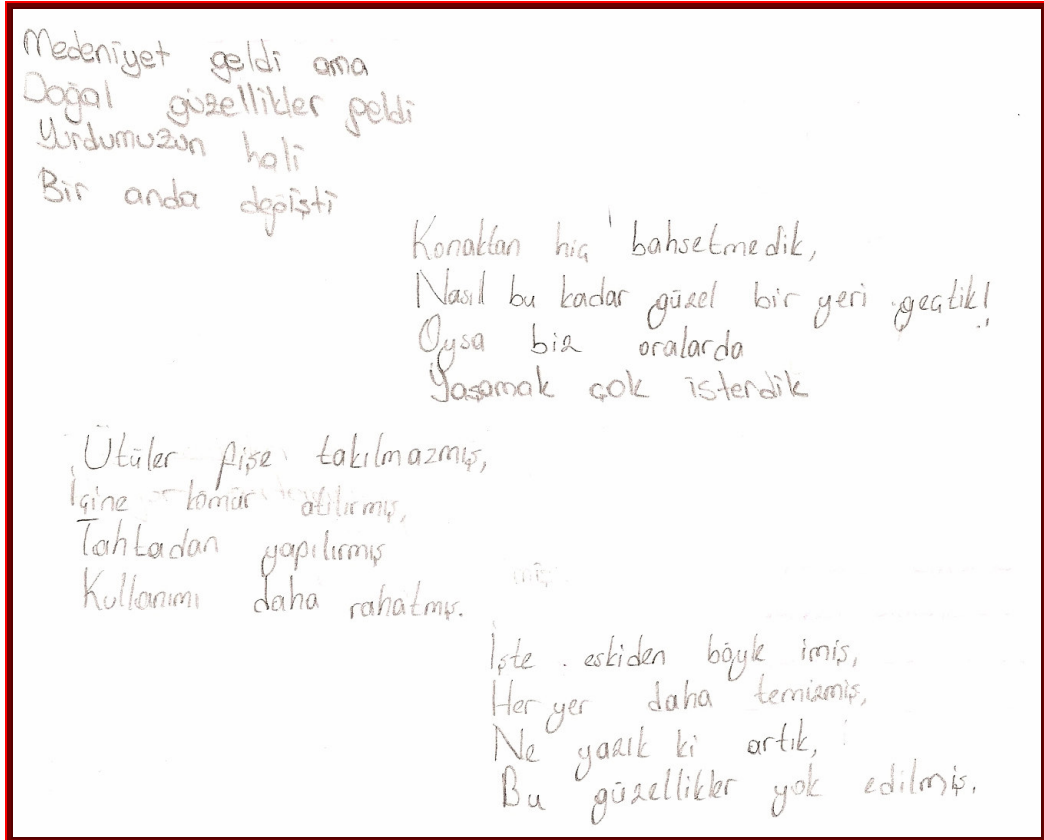 Medeniyet geldi ama
Doğal güzellikler geldi
Yurdumuzun hali
Bir anda değişti
Konaktan hiç bahsetmedik,
Nasıl bu kadar güzel bir yeri geçtik!
Oysa biz oralarda
Yaşamak çok isterdik
Ütüler fişe takılmazmış,
İçine kömür atılırmış,
Tahtadan yapılırmış
Kullanımı daha rahatmış.
İşte eskiden böyle imiş,
Her yer daha temizmiş,
Ne yazık ki artık,
Bu güzellikler yok edilmiş.